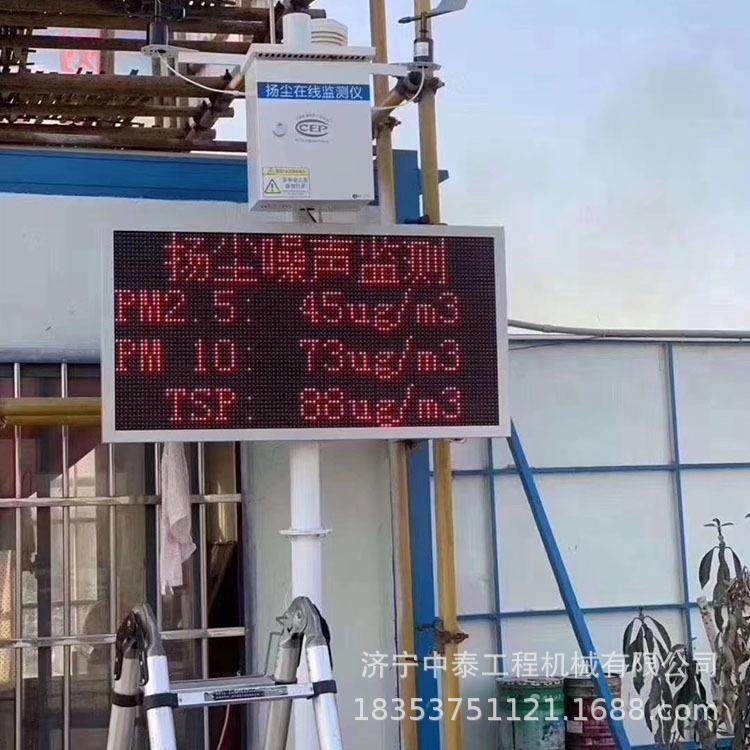 扬尘在线监测仪
CEP
扬尘噪声监测
PM2.5: 45ug/m3
PM 10: 73ug/m3
TSP: 88ug/m3
济宁中泰工程机械有限公司
18353751121.1688.com